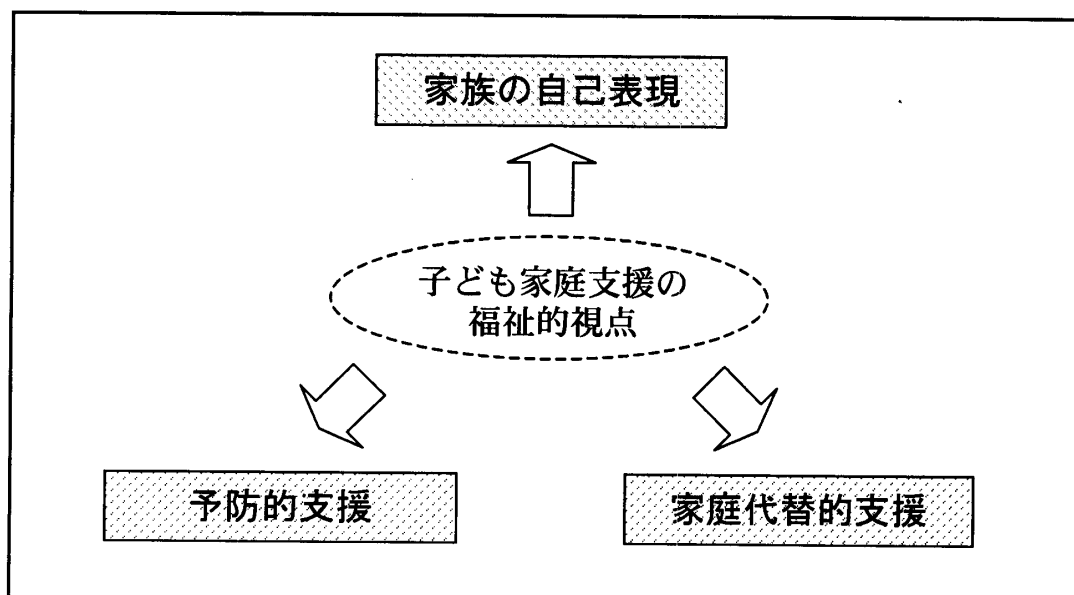 家族の自己表現
子ども家庭支援の
福祉的視点
予防的支援
家庭代替的支援